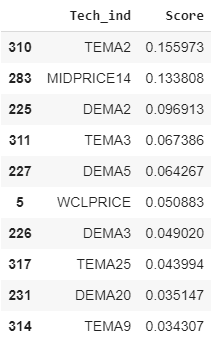 Tech_ind Score
310 TEMA2 0.155973
283 MIDPRICE14 0.133808
225 DEMA2 0.096913
311 TEMA3 0.067386
227 DEMA5 0.064267
5 WCLPRICE 0.050883
226 DEMA3 0.049020
317 TEMA25 0.043994
231 DEMA20 0.035147
314 TEMA9 0.034307